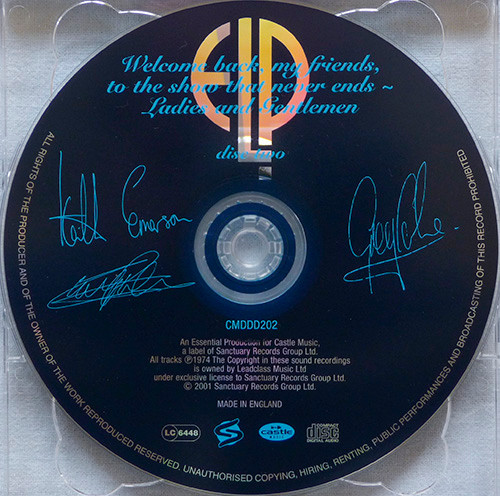 ELP
Welcome back, my friends,
to the show that never ends ~
Ladies and Gentlemen
disc two
Keith Emerson
CMDDD202
An Essential Production for Castle Music,
a label of Sanctuary Records Group Ltd.
All tracks ℗1974 The Copyright in these sound recordings
is owned by Leadclass Music Ltd
under exclusive license to Sanctuary Records Group Ltd.
© 2001 Sanctuary Records Group Ltd.
MADE IN ENGLAND
LC 6448
castle
MUSIC
COMPACT
disc
DIGITAL AUDIO
ALL RIGHTS OF THE PRODUCER AND OF THE OWNER OF THE WORK REPRODUCED RESERVED. UNAUTHORISED COPYING, HIRING, RENTING, PUBLIC PERFORMANCES AND BROADCASTING OF THIS RECORD PROHIBITED